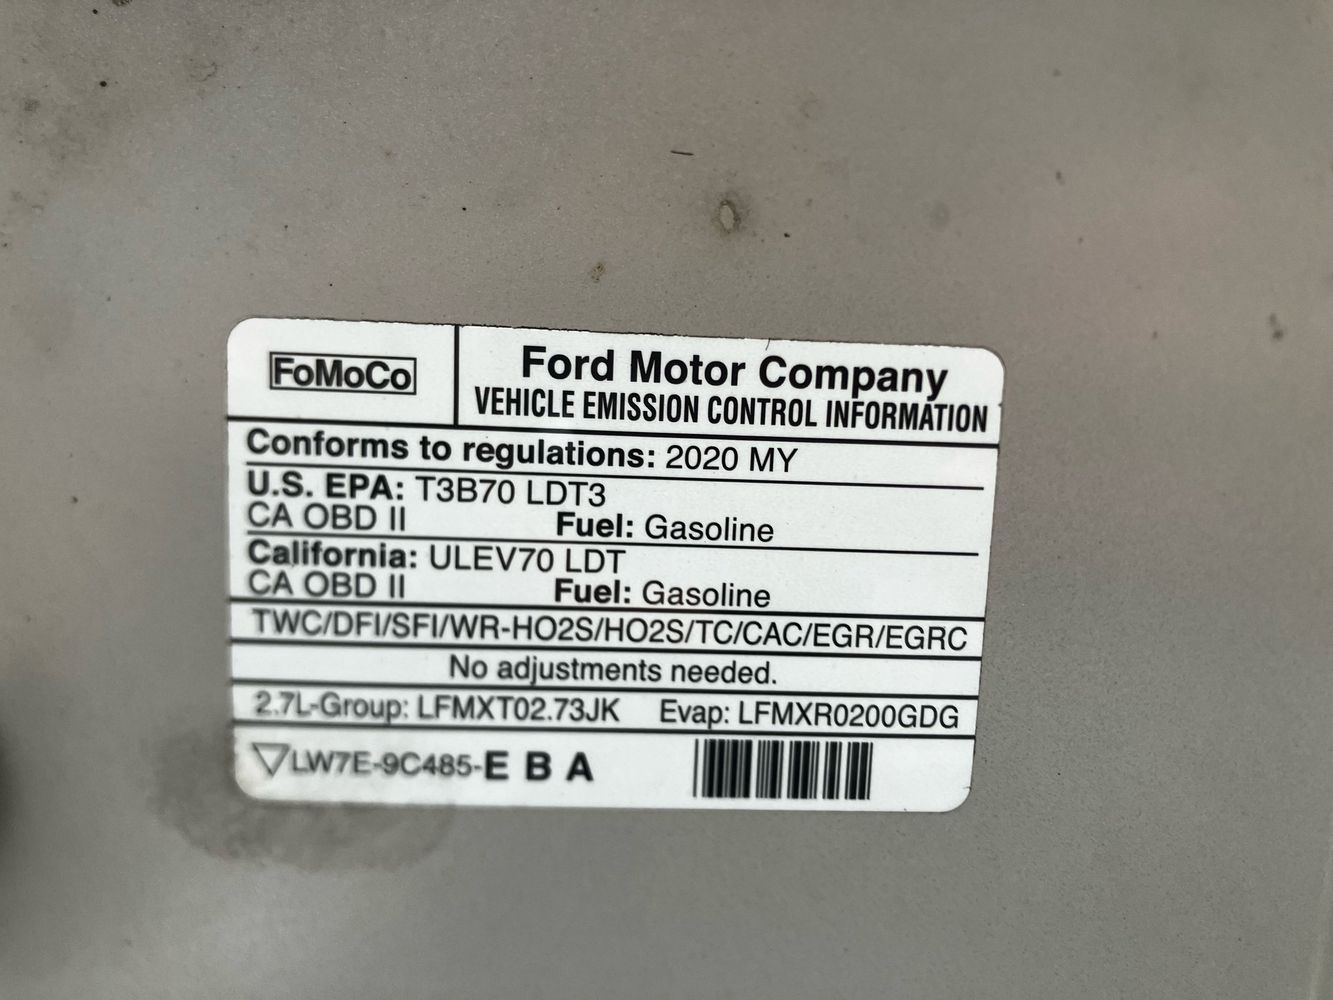 FoMoCo
Ford Motor Company
VEHICLE EMISSION CONTROL INFORMATION
Conforms to regulations: 2020 MY
U.S. EPA: T3B70 LDT3
CA OBD II Fuel: Gasoline
California: ULEV70 LDT
CA OBD II Fuel: Gasoline
TWC/DFI/SFI/WR-HO2S/HO2S/TC/CAC/EGR/EGRC
No adjustments needed.
2.7L-Group: LFMXT02.73JK Evap: LFMXR0200GDG
LW7E-9C485-E B A